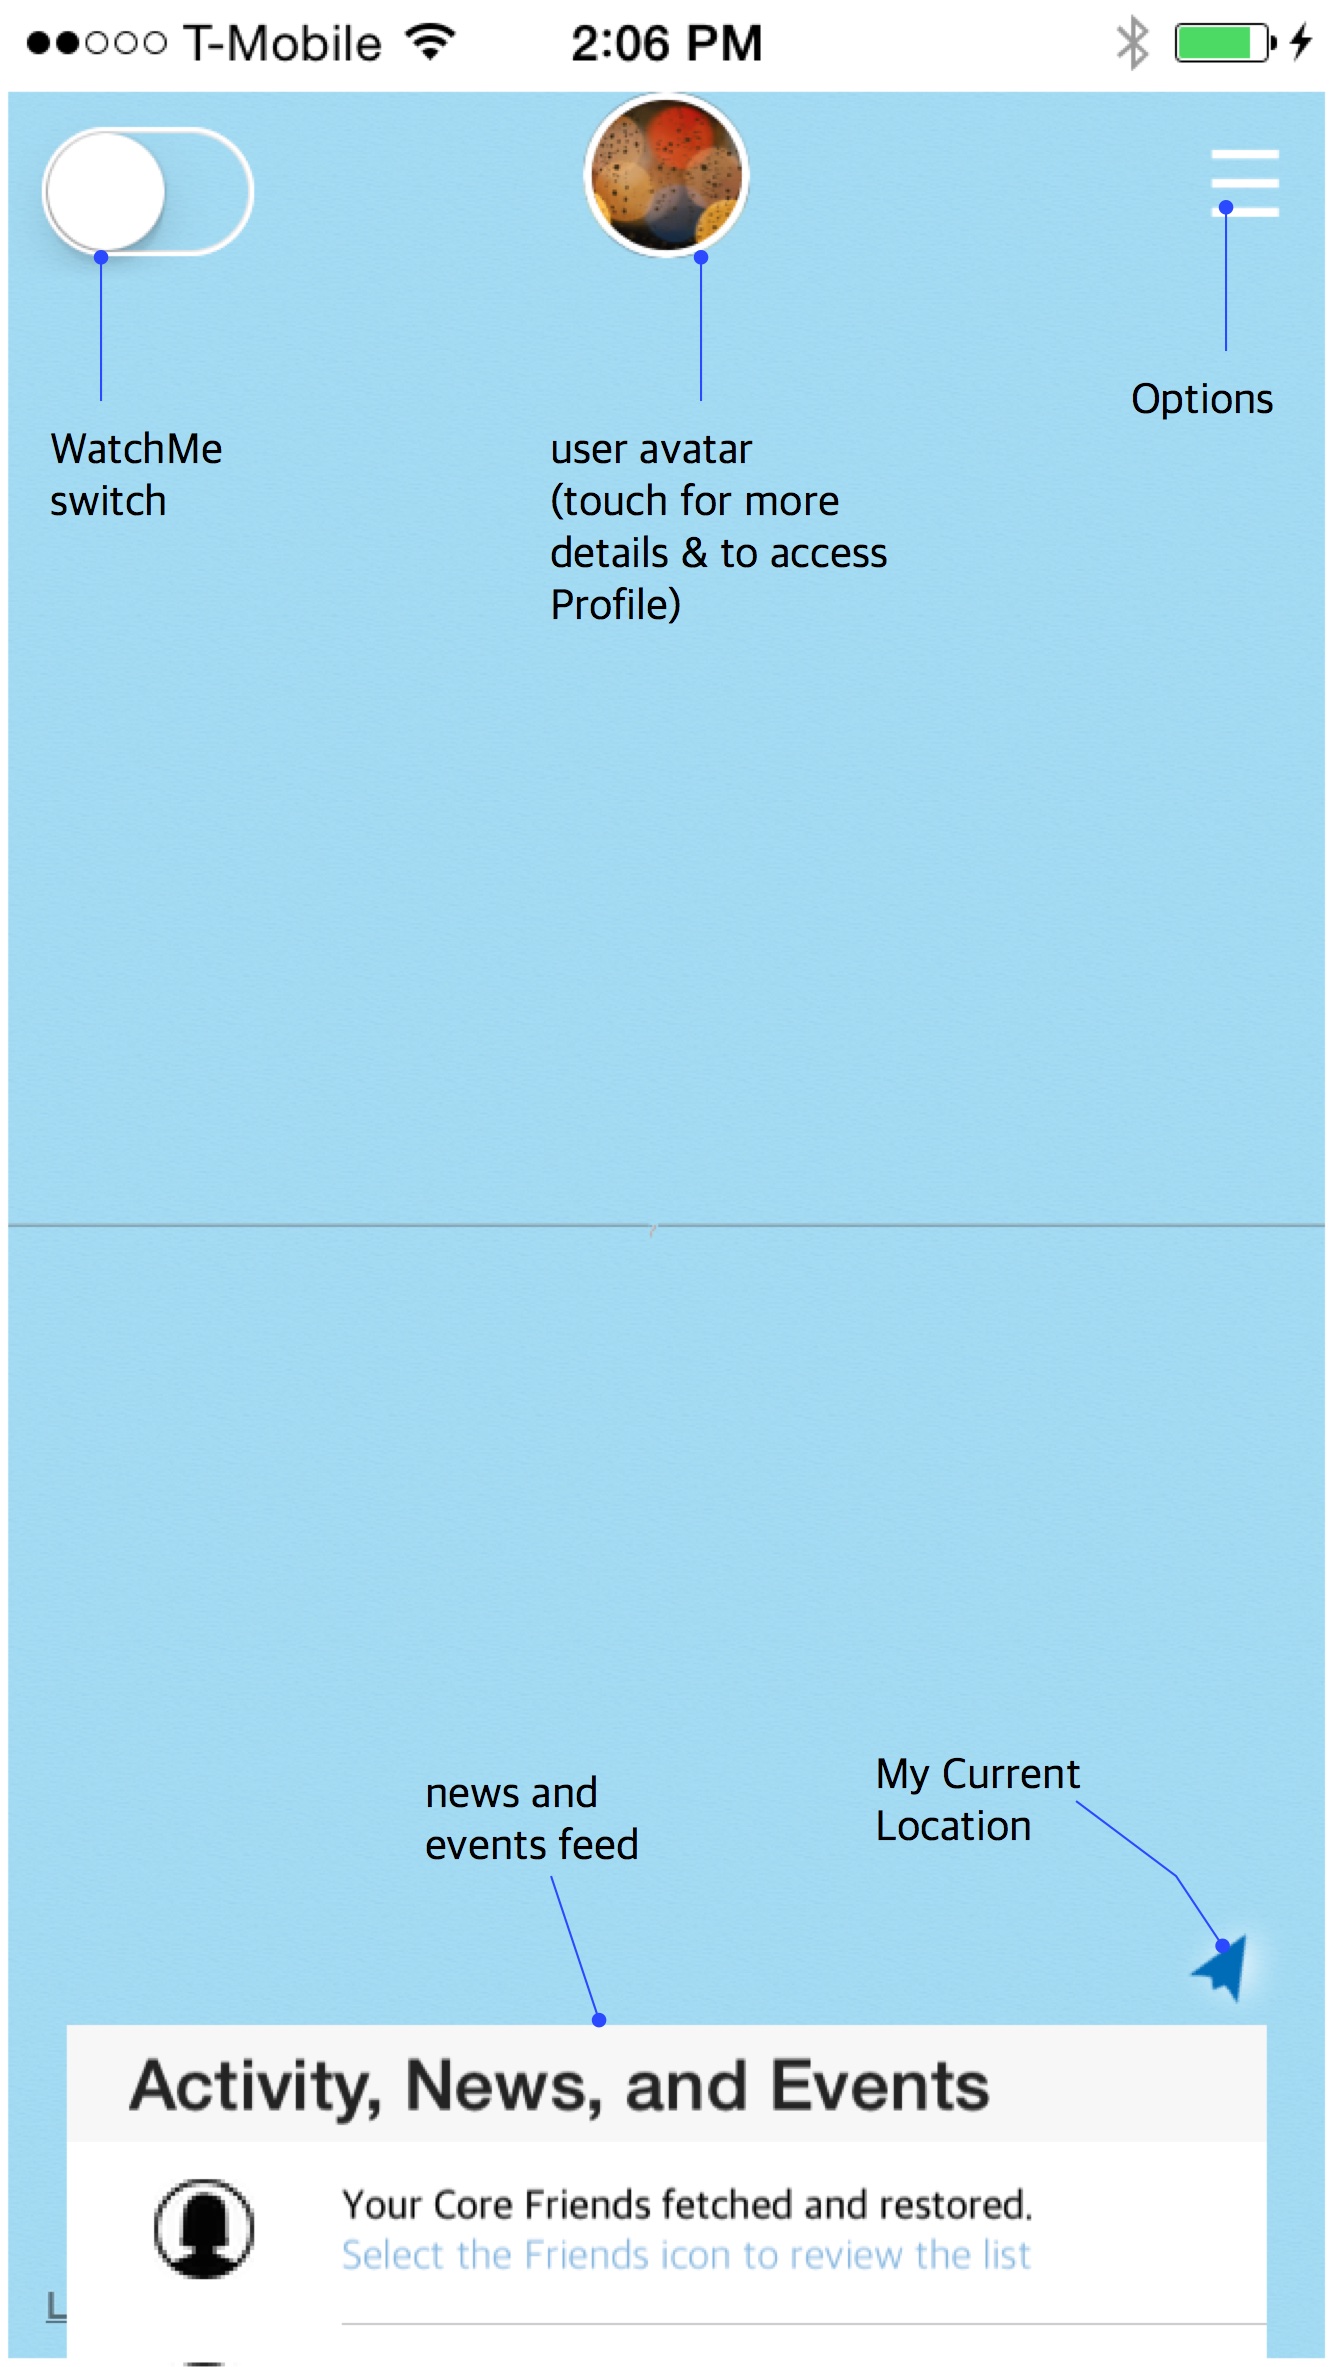 T-Mobile 2:06 PM
Options
WatchMe
switch
user avatar
(touch for more
details & to access
Profile)
news and
events feed
My Current
Location
Activity, News, and Events
Your Core Friends fetched and restored.
Select the Friends icon to review the list